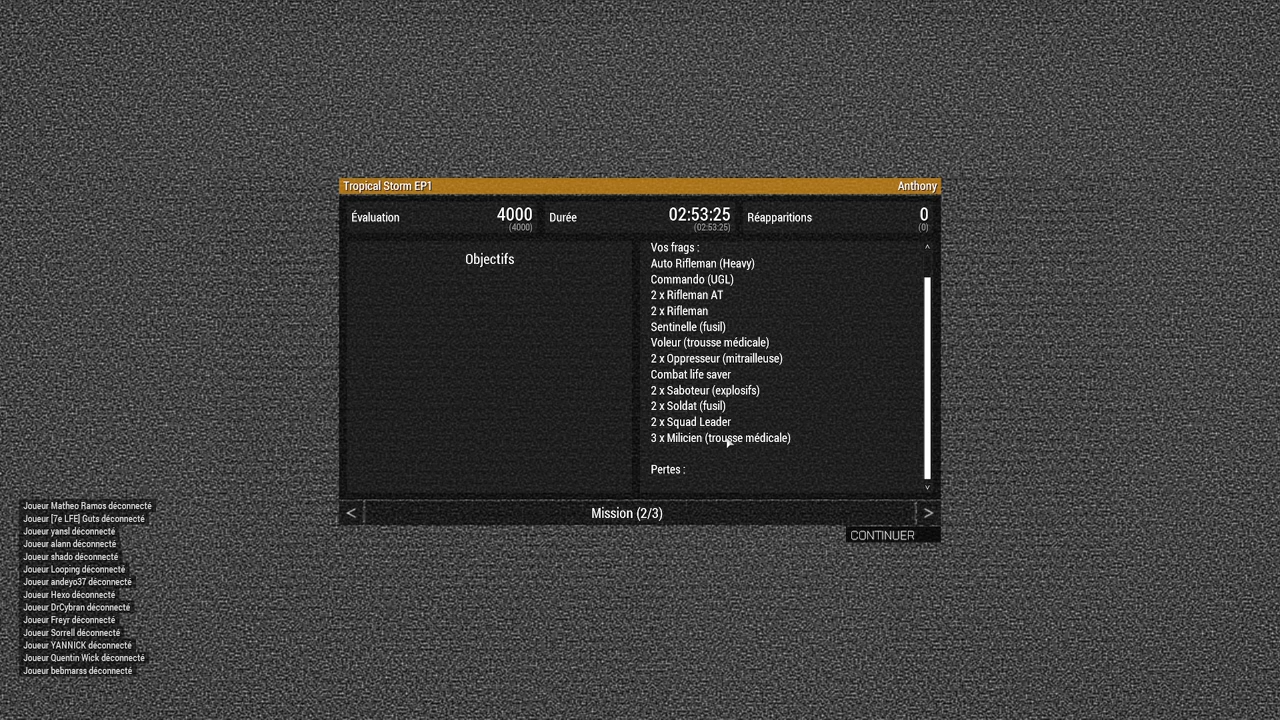 Tropical Storm EP1 Anthony
Évaluation 4000 Durée 02:53:25 Réapparitions 0
(4000) (02:53:25) (0)
Objectifs
Vos frags :
Auto Rifleman (Heavy)
Commando (UGL)
2 x Rifleman AT
2 x Rifleman
Sentinelle (fusil)
Voleur (trousse médicale)
2 x Oppresseur (mitrailleuse)
Combat life saver
2 x Saboteur (explosifs)
2 x Soldat (fusil)
2 x Squad Leader
3 x Milicien (trousse médicale)
Pertes :
< Mission (2/3) >
CONTINUER
Joueur Matheo Ramos déconnecté
Joueur [7e LFE] Guts déconnecté
Joueur yansl déconnecté
Joueur alann déconnecté
Joueur shado déconnecté
Joueur Looping déconnecté
Joueur andeyo37 déconnecté
Joueur Hexo déconnecté
Joueur DrCybran déconnecté
Joueur Freyr déconnecté
Joueur Sorrell déconnecté
Joueur YANNICK déconnecté
Joueur Quentin Wick déconnecté
Joueur bebmarss déconnecté